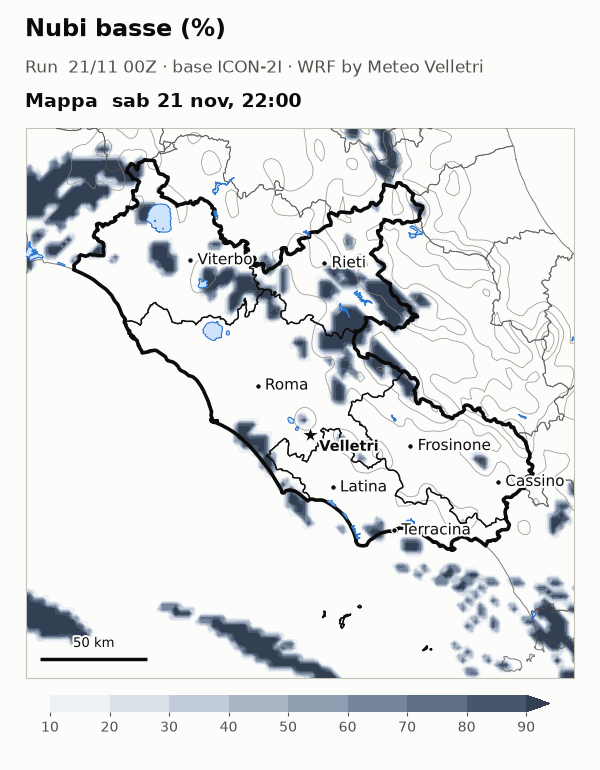 Nubi basse (%)
Run  21/11 00Z · base ICON-2I · WRF by Meteo Velletri
Mappa  sab 21 nov, 22:00
Viterbo
Rieti
Roma
Velletri
Frosinone
Cassino
Latina
Terracina
50 km
10 20 30 40 50 60 70 80 90